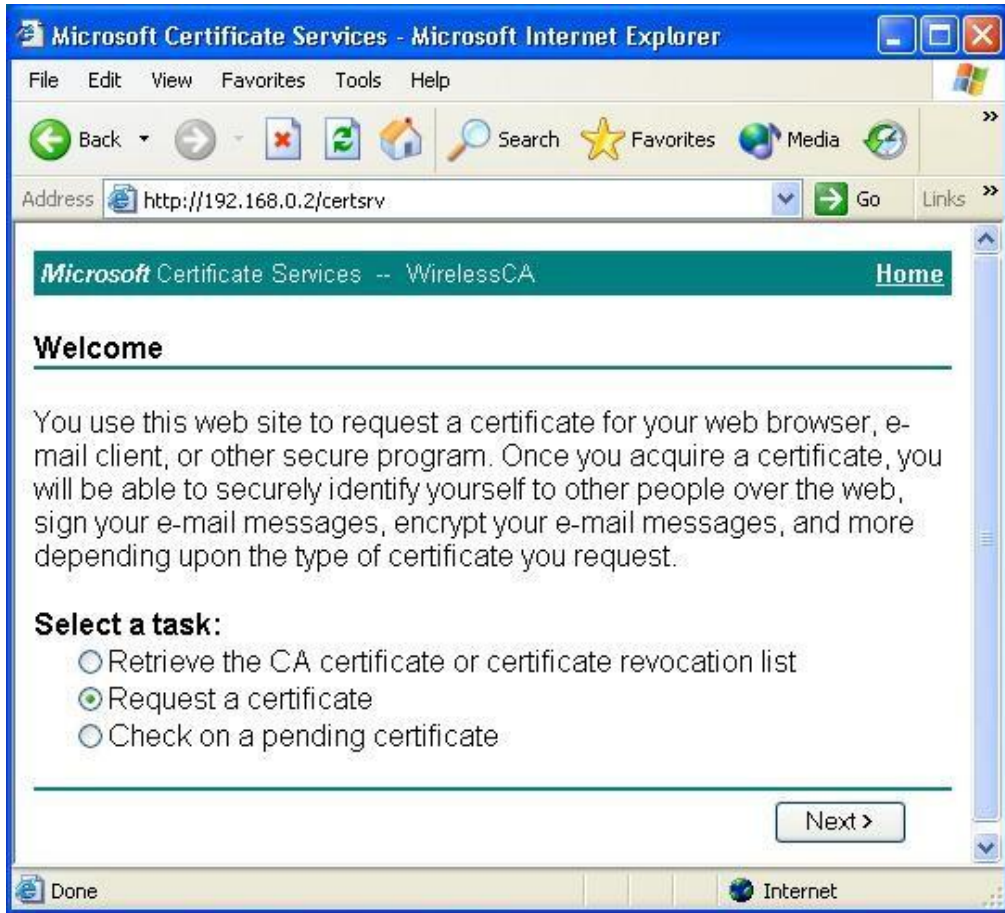 Microsoft Certificate Services - Microsoft Internet Explorer
File Edit View Favorites Tools Help
Back Search Favorites Media »
Address http://192.168.0.2/certsrv Go Links »
Microsoft Certificate Services -- WirelessCA Home
Welcome
You use this web site to request a certificate for your web browser, e-
mail client, or other secure program. Once you acquire a certificate, you
will be able to securely identify yourself to other people over the web,
sign your e-mail messages, encrypt your e-mail messages, and more
depending upon the type of certificate you request.
Select a task:
Retrieve the CA certificate or certificate revocation list
Request a certificate
Check on a pending certificate
Next >
Done Internet